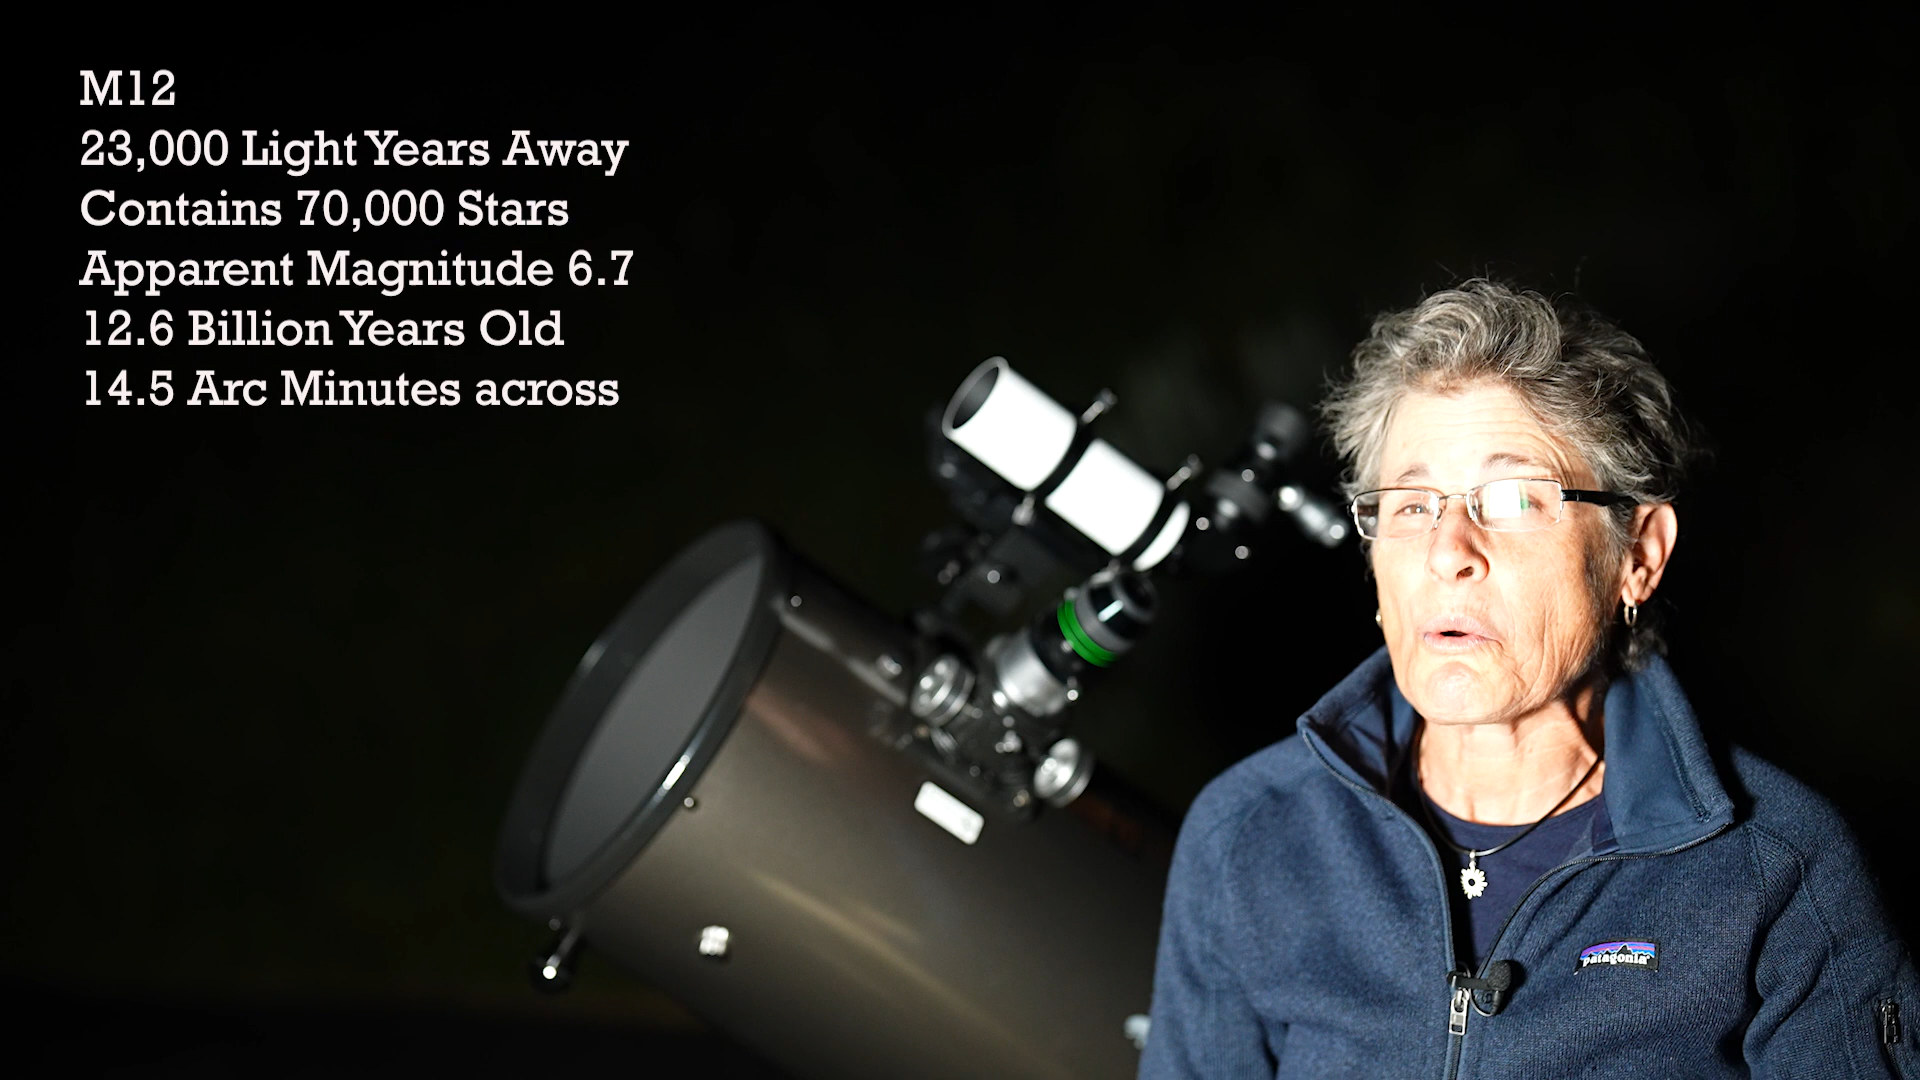 M12
23,000 Light Years Away
Contains 70,000 Stars
Apparent Magnitude 6.7
12.6 Billion Years Old
14.5 Arc Minutes across
patagonia